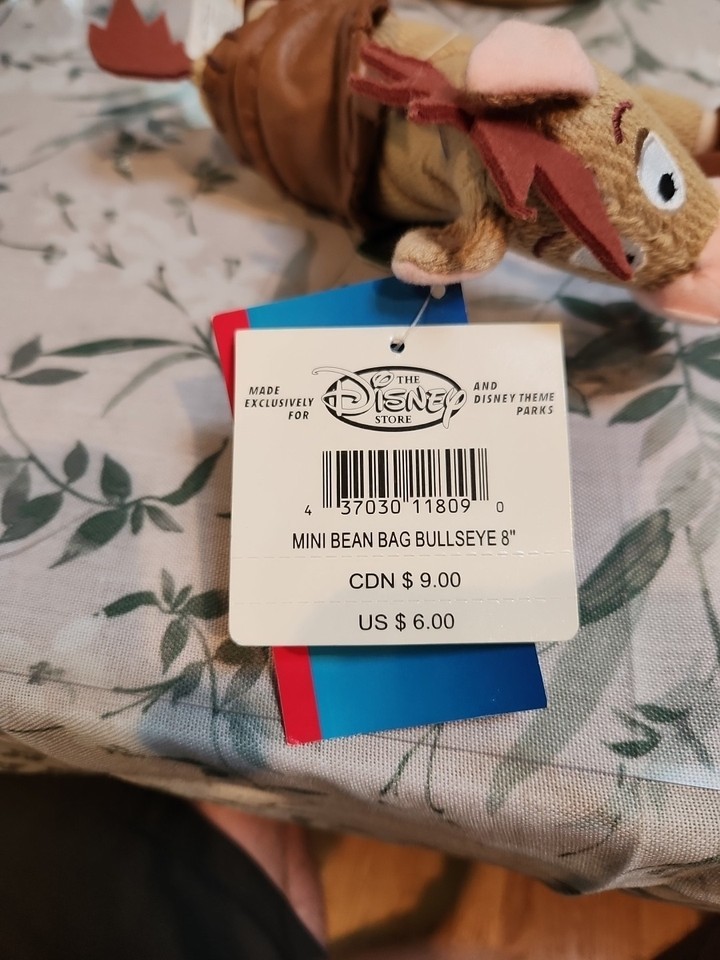 MADE
EXCLUSIVELY
FOR
THE
DISNEY
STORE
AND
DISNEY THEME
PARKS
4 37030 11809 0
MINI BEAN BAG BULLSEYE 8"
CDN $ 9.00
US $ 6.00